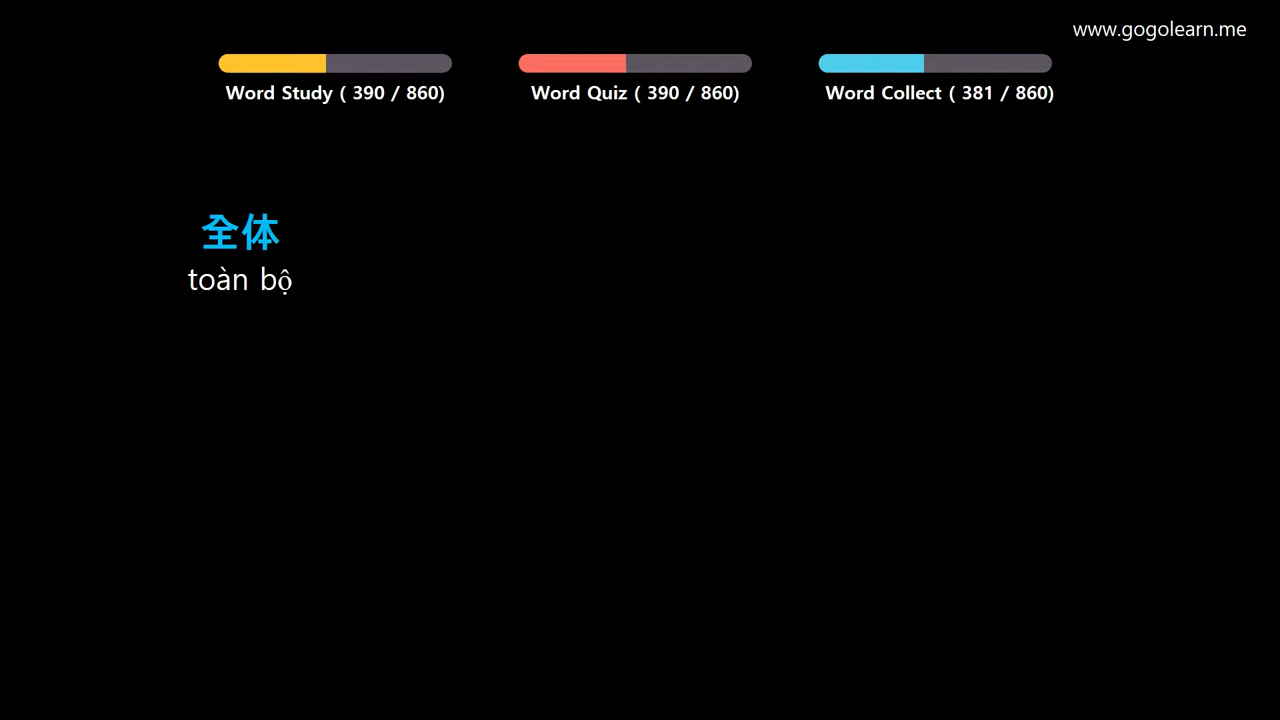 www.gogolearn.me
Word Study ( 390 / 860)
Word Quiz ( 390 / 860)
Word Collect ( 381 / 860)
全体
toàn bộ